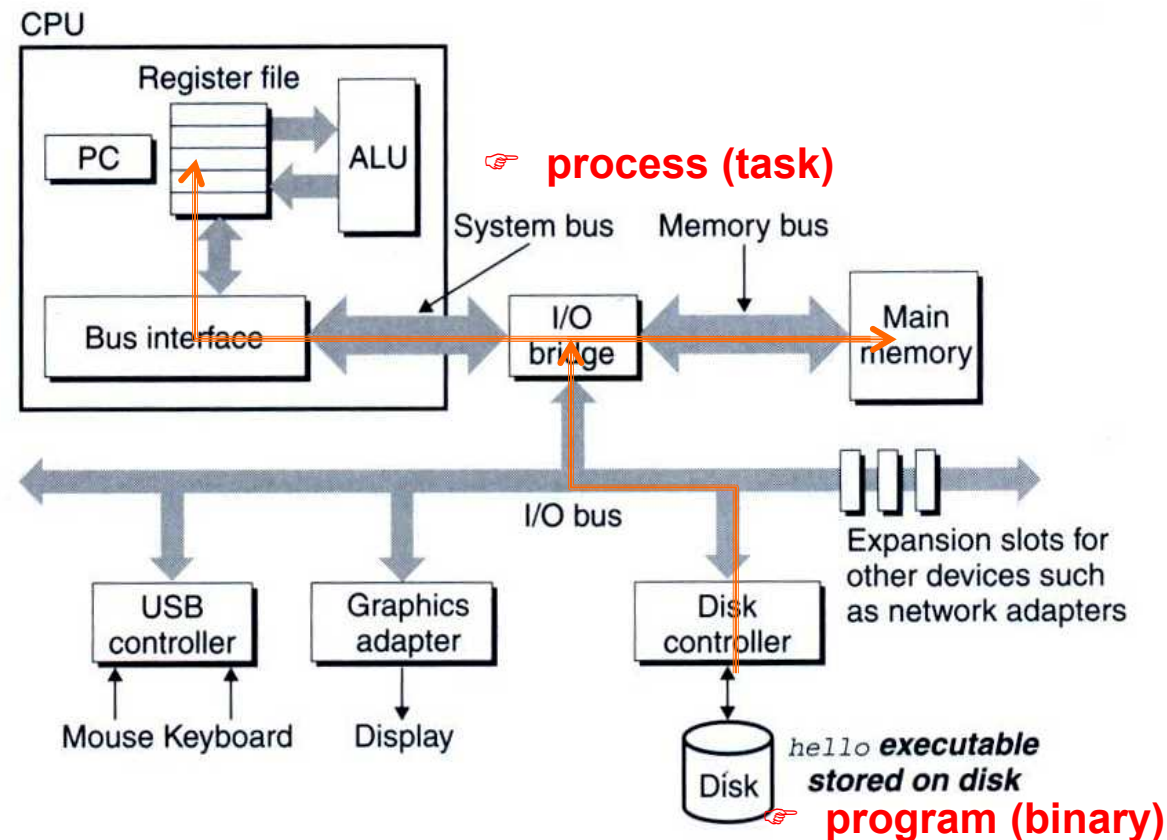 CPU
Register file
PC
ALU
☞ process (task)
System bus
Memory bus
Bus interface
I/O
bridge
Main
memory
I/O bus
Expansion slots for
other devices such
as network adapters
USB
controller
Graphics
adapter
Disk
controller
Mouse Keyboard
Display
Disk
hello executable
stored on disk
☞ program (binary)